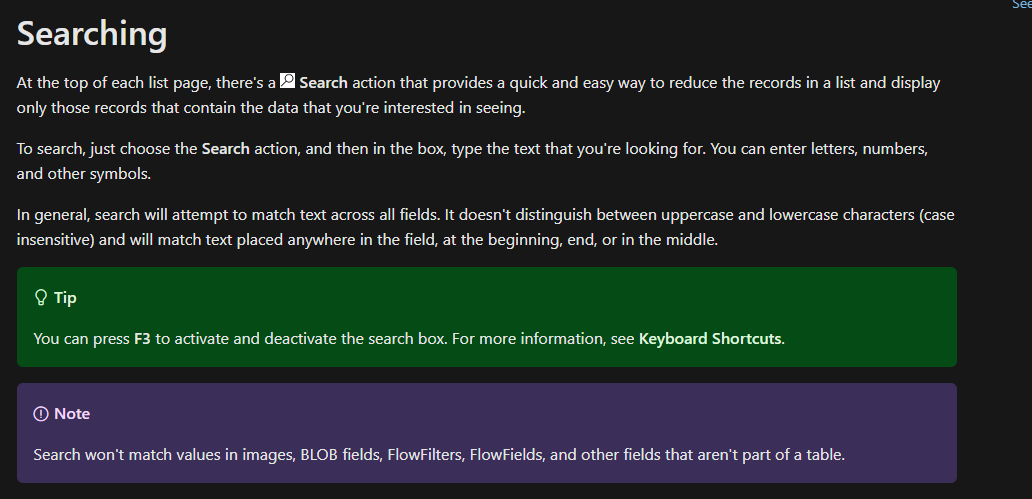 See
Searching
At the top of each list page, there's a Search action that provides a quick and easy way to reduce the records in a list and display
only those records that contain the data that you're interested in seeing.
To search, just choose the Search action, and then in the box, type the text that you're looking for. You can enter letters, numbers,
and other symbols.
In general, search will attempt to match text across all fields. It doesn't distinguish between uppercase and lowercase characters (case
insensitive) and will match text placed anywhere in the field, at the beginning, end, or in the middle.
Tip
You can press F3 to activate and deactivate the search box. For more information, see Keyboard Shortcuts.
Note
Search won't match values in images, BLOB fields, FlowFilters, FlowFields, and other fields that aren't part of a table.